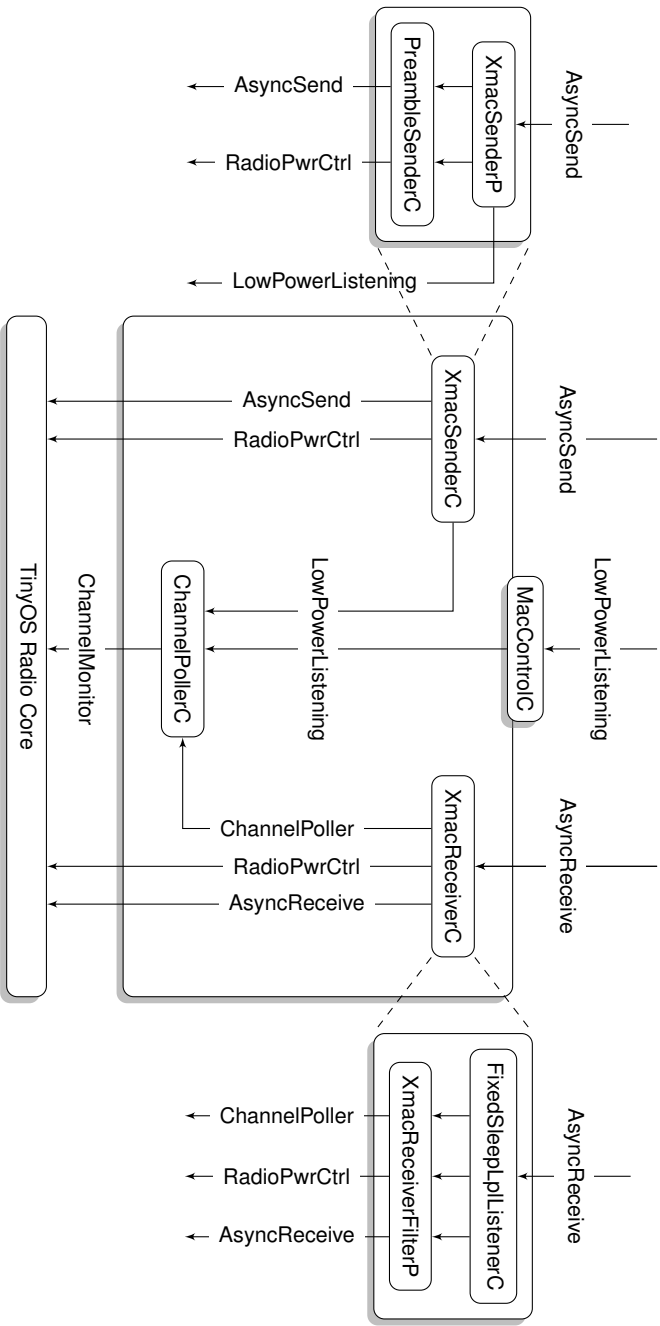 AsyncSend
XmacSenderP
PreambleSenderC
AsyncSend
RadioPwrCtrl
LowPowerListening
AsyncSend
LowPowerListening
AsyncReceive
MacControlC
XmacSenderC
XmacReceiverC
AsyncSend
RadioPwrCtrl
LowPowerListening
ChannelPoller
RadioPwrCtrl
AsyncReceive
ChannelPollerC
ChannelMonitor
TinyOS Radio Core
AsyncReceive
FixedSleepLplListenerC
XmacReceiverFilterP
ChannelPoller
RadioPwrCtrl
AsyncReceive